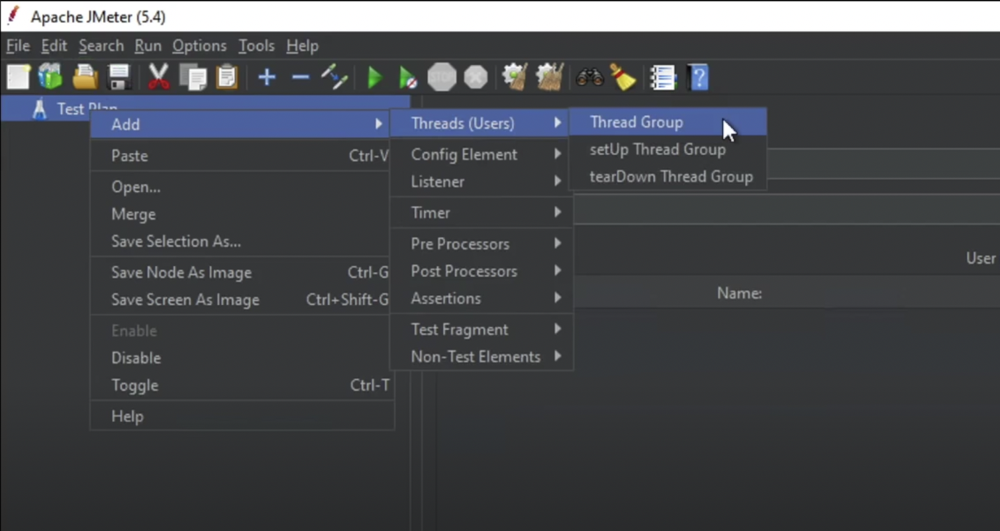 Apache JMeter (5.4)
File Edit Search Run Options Tools Help
STOP
Test Plan
Add
Paste Ctrl-V
Open...
Merge
Save Selection As...
Save Node As Image Ctrl-G
Save Screen As Image Ctrl+Shift-G
Enable
Disable
Toggle Ctrl-T
Help
Threads (Users)
Config Element
Listener
Timer
Pre Processors
Post Processors
Assertions
Test Fragment
Non-Test Elements
Thread Group
setUp Thread Group
tearDown Thread Group
User
Name: